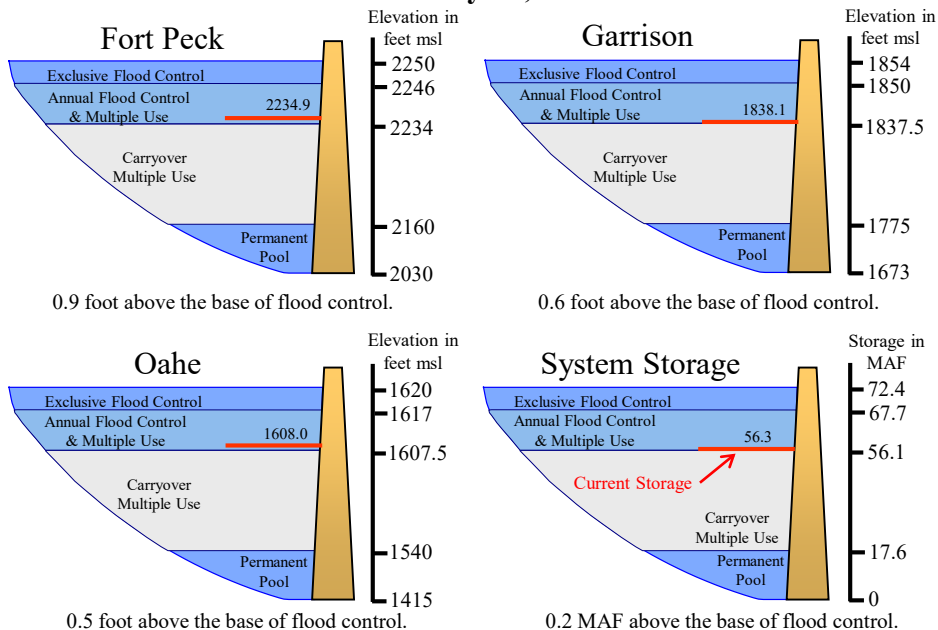 Fort Peck
Elevation in
feet msl
Exclusive Flood Control
Annual Flood Control
& Multiple Use
2234.9
Carryover
Multiple Use
Permanent
Pool
2250
2246
2234
2160
2030
0.9 foot above the base of flood control.
Garrison
Elevation in
feet msl
Exclusive Flood Control
Annual Flood Control
& Multiple Use
1838.1
Carryover
Multiple Use
Permanent
Pool
1854
1850
1837.5
1775
1673
0.6 foot above the base of flood control.
Oahe
Elevation in
feet msl
Exclusive Flood Control
Annual Flood Control
& Multiple Use
1608.0
Carryover
Multiple Use
Permanent
Pool
1620
1617
1607.5
1540
1415
0.5 foot above the base of flood control.
System Storage
Storage in
MAF
Exclusive Flood Control
Annual Flood Control
& Multiple Use
56.3
Current Storage
Carryover
Multiple Use
Permanent
Pool
72.4
67.7
56.1
17.6
0
0.2 MAF above the base of flood control.